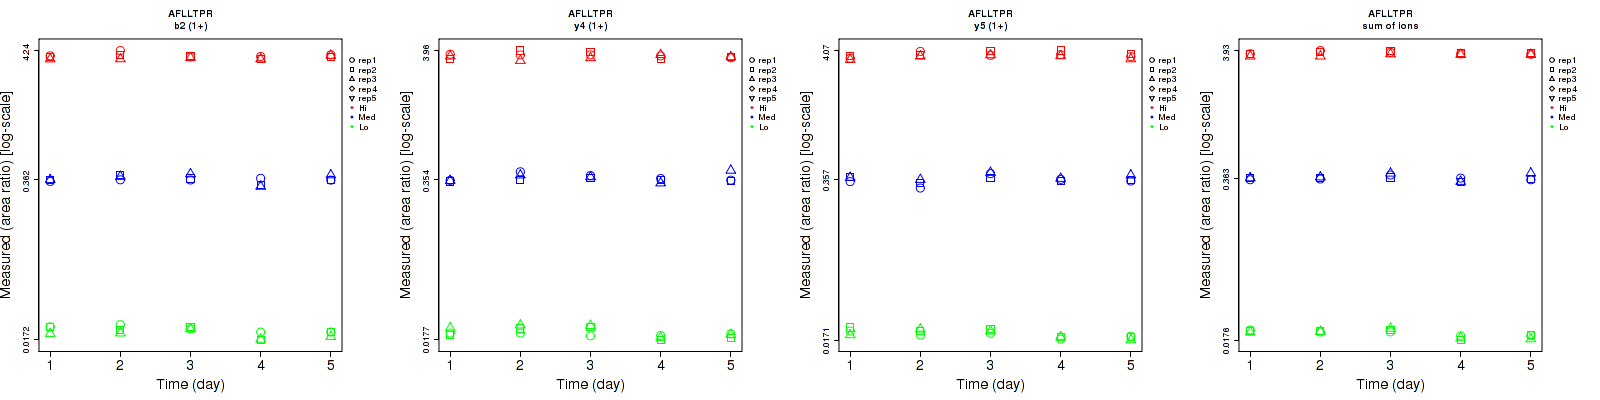 AFLLTPR
b2 (1+)
4.24
0.362
0.0172
Measured (area ratio) [log-scale]
1 2 3 4 5
Time (day)
rep1
rep2
rep3
rep4
rep5
Hi
Med
Lo
AFLLTPR
y4 (1+)
3.96
0.354
0.0177
Measured (area ratio) [log-scale]
1 2 3 4 5
Time (day)
rep1
rep2
rep3
rep4
rep5
Hi
Med
Lo
AFLLTPR
y5 (1+)
4.07
0.357
0.0171
Measured (area ratio) [log-scale]
1 2 3 4 5
Time (day)
rep1
rep2
rep3
rep4
rep5
Hi
Med
Lo
AFLLTPR
sum of ions
3.93
0.363
0.0176
Measured (area ratio) [log-scale]
1 2 3 4 5
Time (day)
rep1
rep2
rep3
rep4
rep5
Hi
Med
Lo